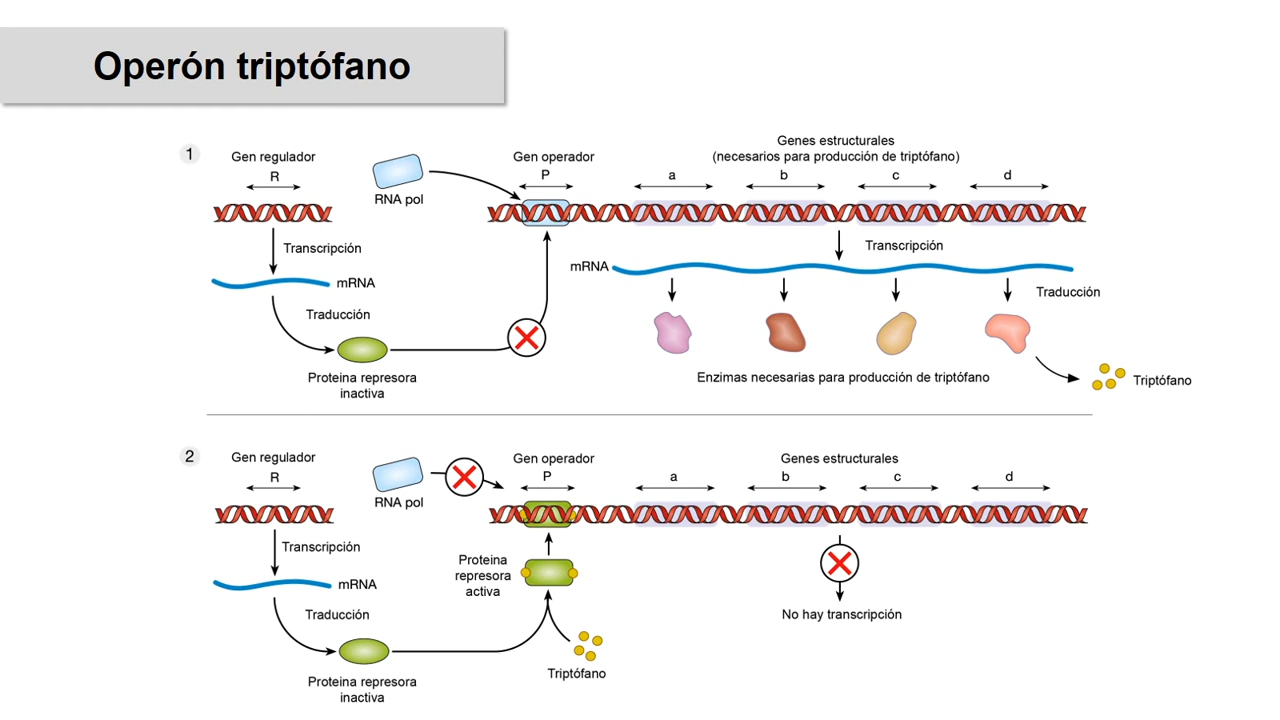 Operón triptófano
1
Gen regulador
R
RNA pol
Gen operador
P
Genes estructurales
(necesarios para producción de triptófano)
a
b
c
d
Transcripción
mRNA
Traducción
Proteina represora
inactiva
Transcripción
mRNA
Traducción
Enzimas necesarias para producción de triptófano
Triptófano
2
Gen regulador
R
RNA pol
Gen operador
P
Genes estructurales
a
b
c
d
Transcripción
mRNA
Traducción
Proteina represora
inactiva
Proteina
represora
activa
Triptófano
No hay transcripción